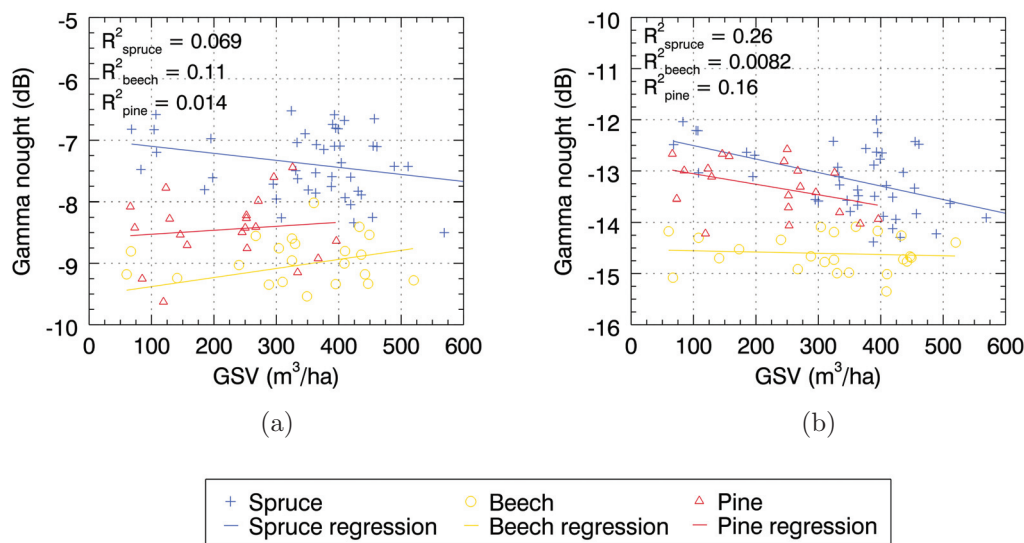 -5
-6
-7
-8
-9
-10
Gamma nought (dB)
R²spruce = 0.069
R²beech = 0.11
R²pine = 0.014
0 100 200 300 400 500 600
GSV (m³/ha)
(a)
-10
-11
-12
-13
-14
-15
-16
Gamma nought (dB)
R²spruce = 0.26
R²beech = 0.0082
R²pine = 0.16
0 100 200 300 400 500 600
GSV (m³/ha)
(b)
Spruce Beech Pine
Spruce regression Beech regression Pine regression